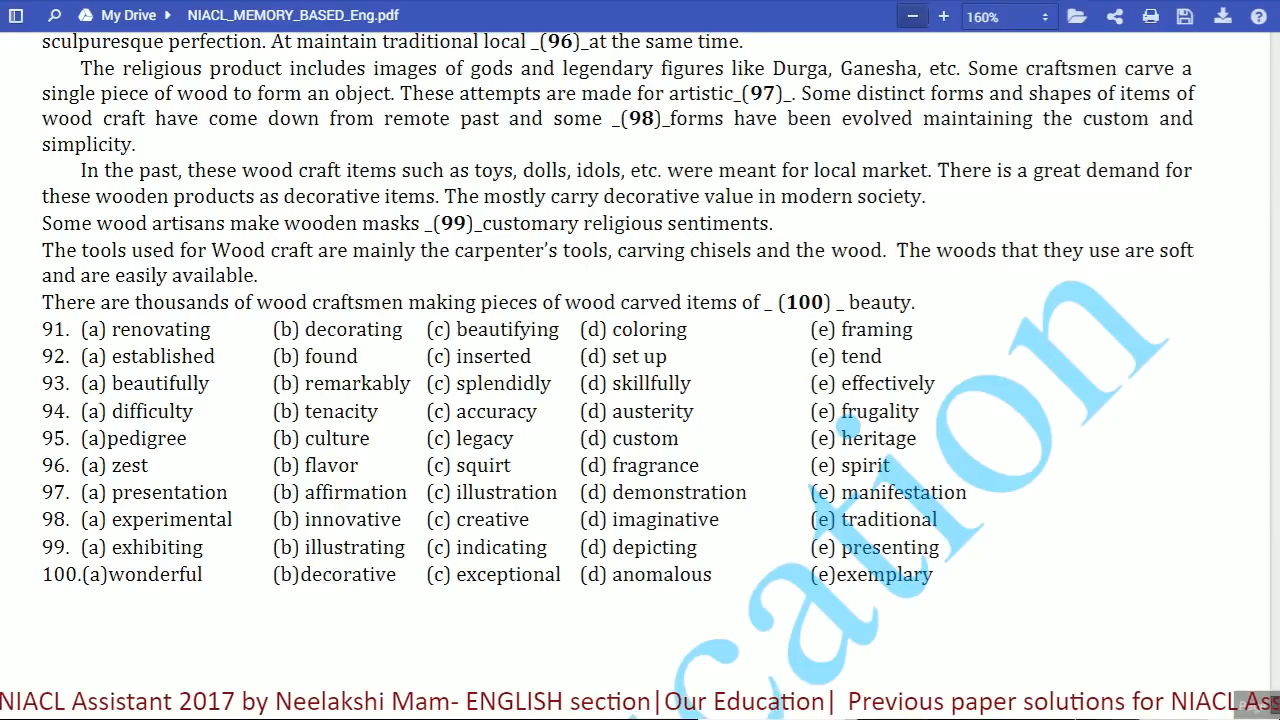 My Drive
NIACL_MEMORY_BASED_Eng.pdf
160%
sculpuresque perfection. At maintain traditional local _(96)_at the same time.
The religious product includes images of gods and legendary figures like Durga, Ganesha, etc. Some craftsmen carve a
single piece of wood to form an object. These attempts are made for artistic_(97)_. Some distinct forms and shapes of items of
wood craft have come down from remote past and some _(98)_forms have been evolved maintaining the custom and
simplicity.
In the past, these wood craft items such as toys, dolls, idols, etc. were meant for local market. There is a great demand for
these wooden products as decorative items. The mostly carry decorative value in modern society.
Some wood artisans make wooden masks _(99)_customary religious sentiments.
The tools used for Wood craft are mainly the carpenter's tools, carving chisels and the wood. The woods that they use are soft
and are easily available.
There are thousands of wood craftsmen making pieces of wood carved items of _ (100) _ beauty.
91. (a) renovating (b) decorating (c) beautifying (d) coloring (e) framing
92. (a) established (b) found (c) inserted (d) set up (e) tend
93. (a) beautifully (b) remarkably (c) splendidly (d) skillfully (e) effectively
94. (a) difficulty (b) tenacity (c) accuracy (d) austerity (e) frugality
95. (a)pedigree (b) culture (c) legacy (d) custom (e) heritage
96. (a) zest (b) flavor (c) squirt (d) fragrance (e) spirit
97. (a) presentation (b) affirmation (c) illustration (d) demonstration (e) manifestation
98. (a) experimental (b) innovative (c) creative (d) imaginative (e) traditional
99. (a) exhibiting (b) illustrating (c) indicating (d) depicting (e) presenting
100.(a)wonderful (b)decorative (c) exceptional (d) anomalous (e)exemplary
cation
NIACL Assistant 2017 by Neelakshi Mam- ENGLISH section|Our Education| Previous paper solutions for NIACL Ass